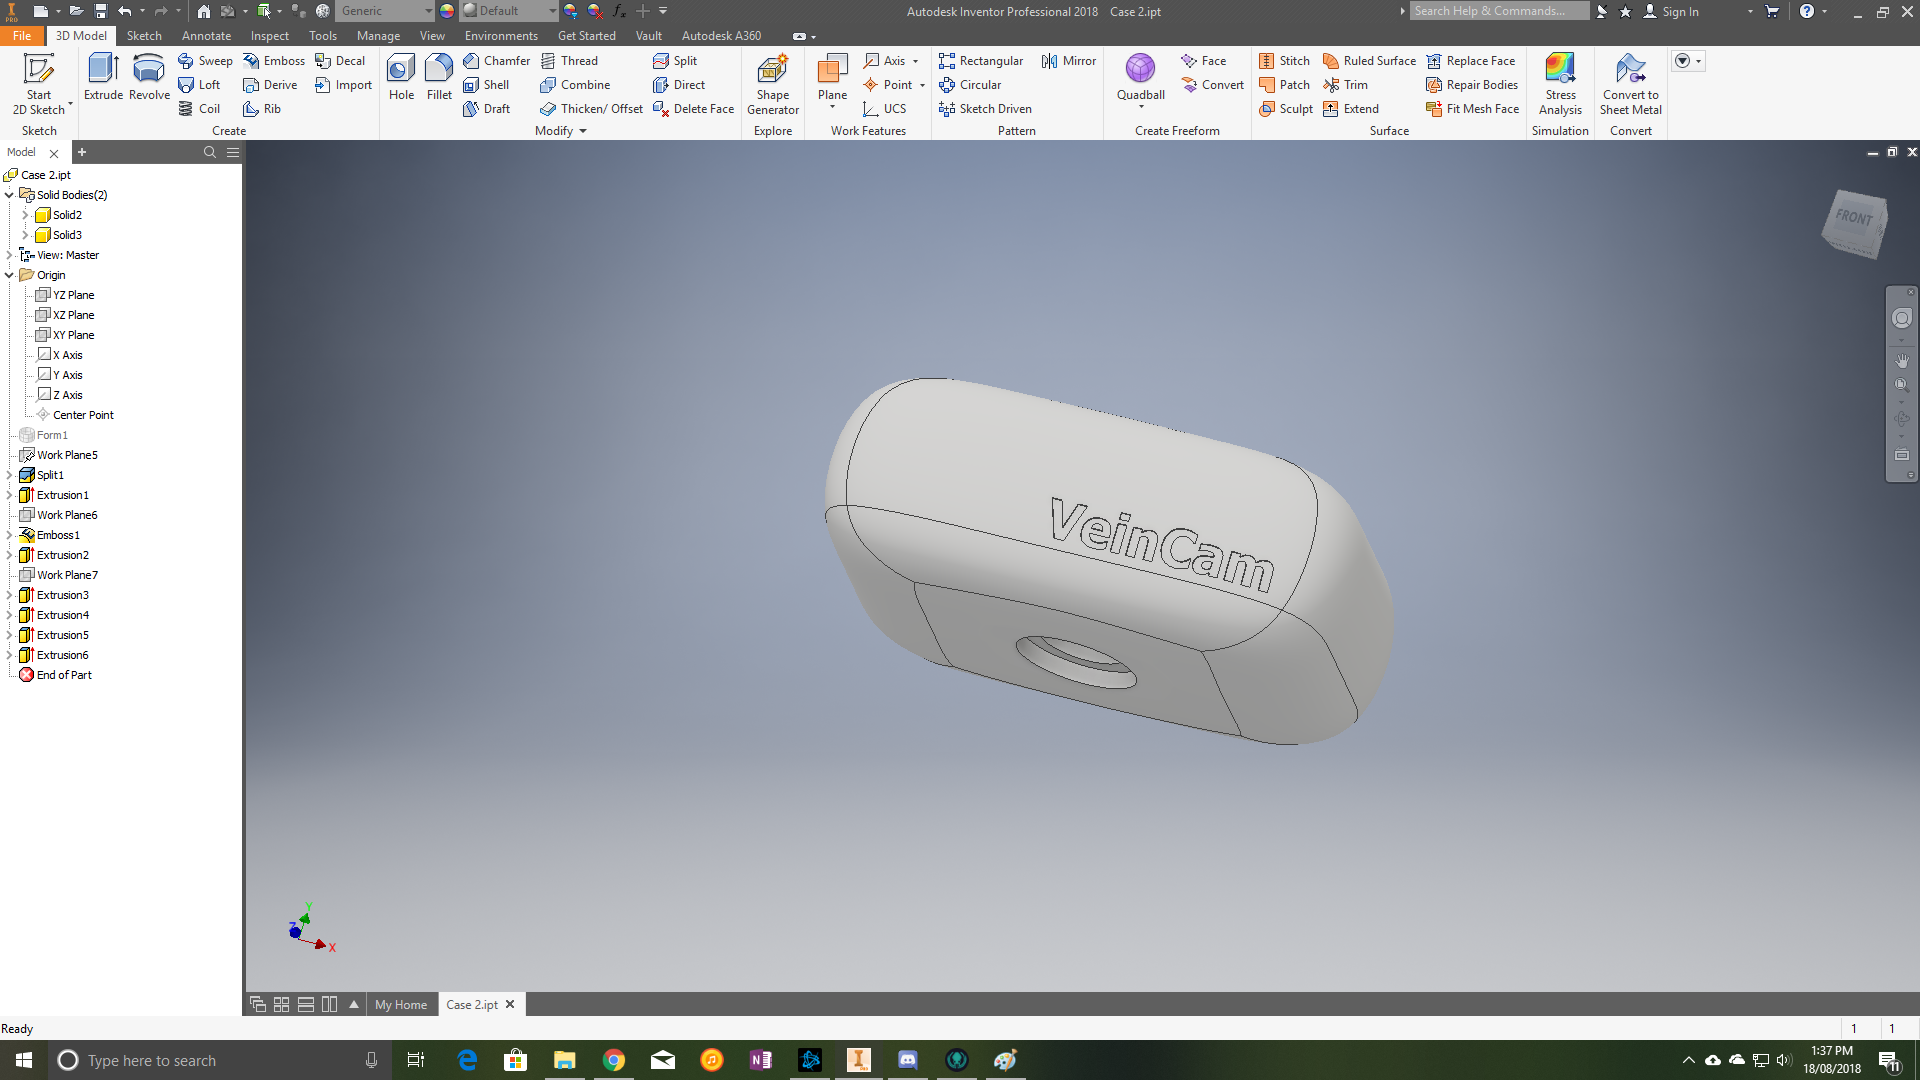 Generic
Default
Autodesk Inventor Professional 2018 Case 2.ipt
Search Help & Commands...
Sign In
File 3D Model Sketch Annotate Inspect Tools Manage View Environments Get Started Vault Autodesk A360
PRO
Start
2D Sketch
Sketch
Extrude
Revolve
Sweep
Loft
Coil
Emboss
Derive
Rib
Decal
Import
Create
Hole
Fillet
Chamfer
Shell
Draft
Thread
Combine
Thicken/ Offset
Split
Direct
Delete Face
Modify
Shape
Generator
Explore
Plane
Axis
Point
UCS
Work Features
Rectangular
Circular
Sketch Driven
Mirror
Pattern
Quadball
Face
Convert
Create Freeform
Stitch
Patch
Sculpt
Ruled Surface
Trim
Extend
Replace Face
Repair Bodies
Fit Mesh Face
Surface
Stress
Analysis
Simulation
Convert to
Sheet Metal
Convert
Model
Case 2.ipt
Solid Bodies(2)
Solid2
Solid3
View: Master
Origin
YZ Plane
XZ Plane
XY Plane
X Axis
Y Axis
Z Axis
Center Point
Form1
Work Plane5
Split1
Extrusion1
Work Plane6
Emboss1
Extrusion2
Work Plane7
Extrusion3
Extrusion4
Extrusion5
Extrusion6
End of Part
FRONT
VeinCam
Y
Z
X
My Home
Case 2.ipt
Ready
1 1
Type here to search
1:37 PM
18/08/2018
11